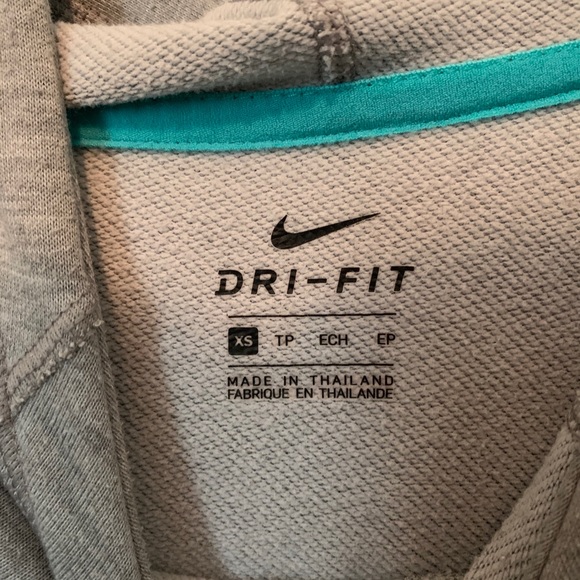 DRI-FIT
XS TP ECH EP
MADE IN THAILAND
FABRIQUE EN THAILANDE